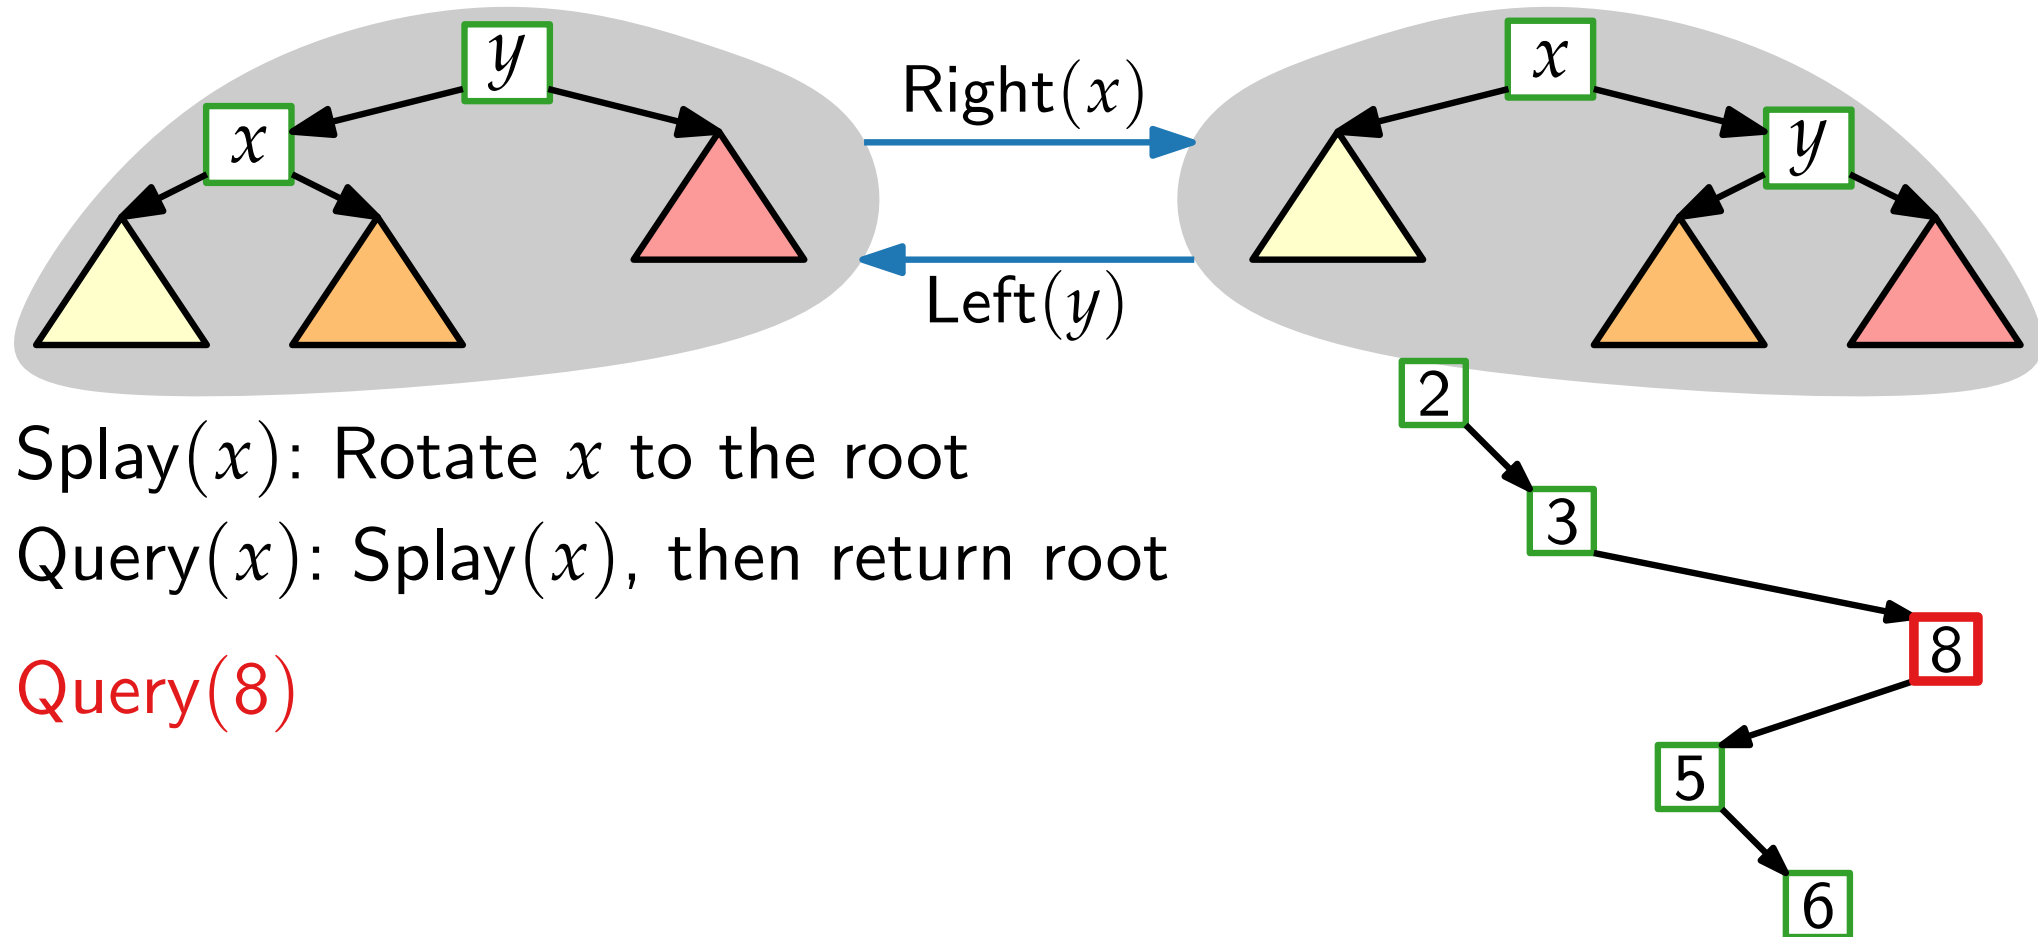 y
x
x
y
Right(x)
Left(y)
Splay(x): Rotate x to the root
Query(x): Splay(x), then return root
Query(8)
2
3
8
5
6